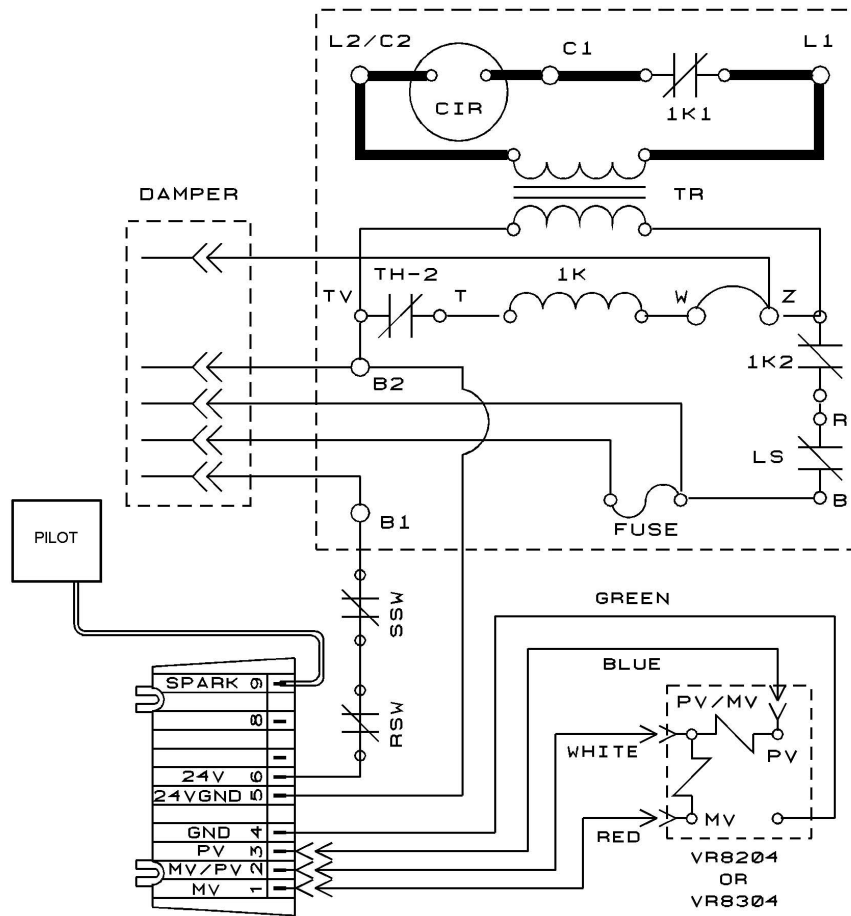 L2/C2
C1
L1
CIR
1K1
DAMPER
TR
TH-2
1K
TV
T
W
Z
B2
1K2
R
LS
B
FUSE
B1
PILOT
SSW
GREEN
BLUE
SPARK 9
8
RSW
PV/MV
WHITE
PV
24V 6
24VGND 5
GND 4
PV 3
MV/PV 2
MV 1
RED
MV
VR8204
OR
VR8304